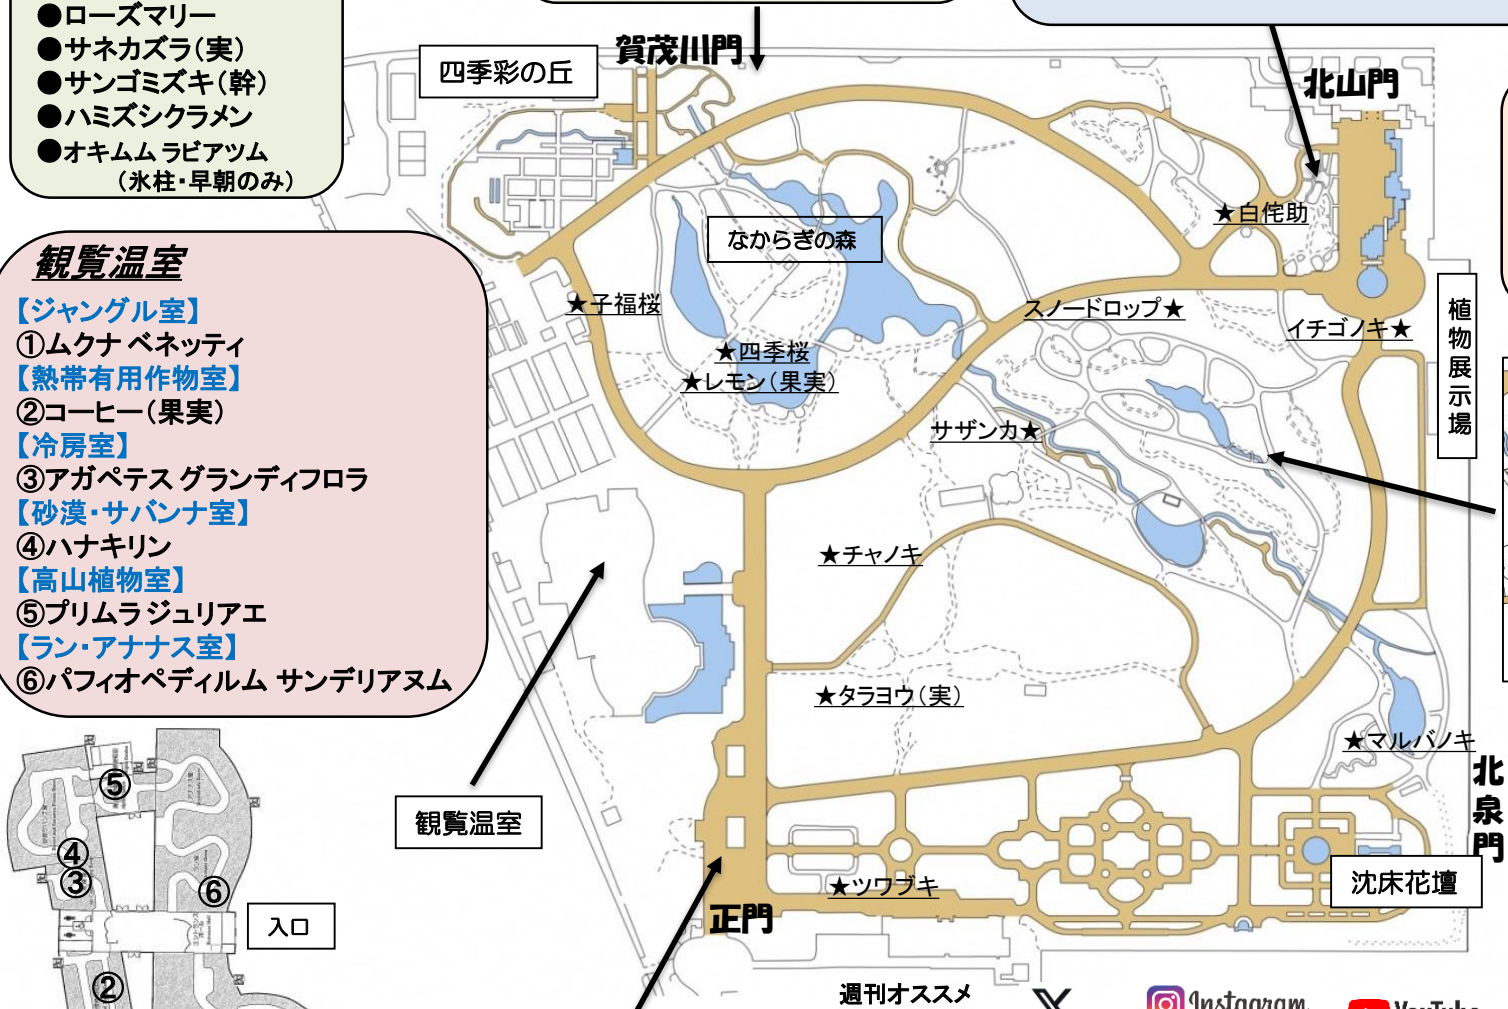 ●ローズマリー
●サネカズラ(実)
●サンゴミズキ(幹)
●ハミズシクラメン
●オキムム ラビアツム
(氷柱・早朝のみ)
観覧温室
【ジャングル室】
①ムクナ ベネッティ
【熱帯有用作物室】
②コーヒー(果実)
【冷房室】
③アガペテス グランディフロラ
【砂漠・サバンナ室】
④ハナキリン
【高山植物室】
⑤プリムラ ジュリアエ
【ラン・アナナス室】
⑥パフィオペディルム サンデリアヌム
⑤
④
③
⑥
入口
②
四季彩の丘
賀茂川門
北山門
★白侘助
なからぎの森
★子福桜
スノードロップ★
イチゴノキ★
植物展示場
★四季桜
★レモン(果実)
サザンカ★
★チャノキ
★タラヨウ(実)
★マルバノキ
北泉門
観覧温室
沈床花壇
★ツワブキ
正門
週刊オススメ
Instagram
YouTube